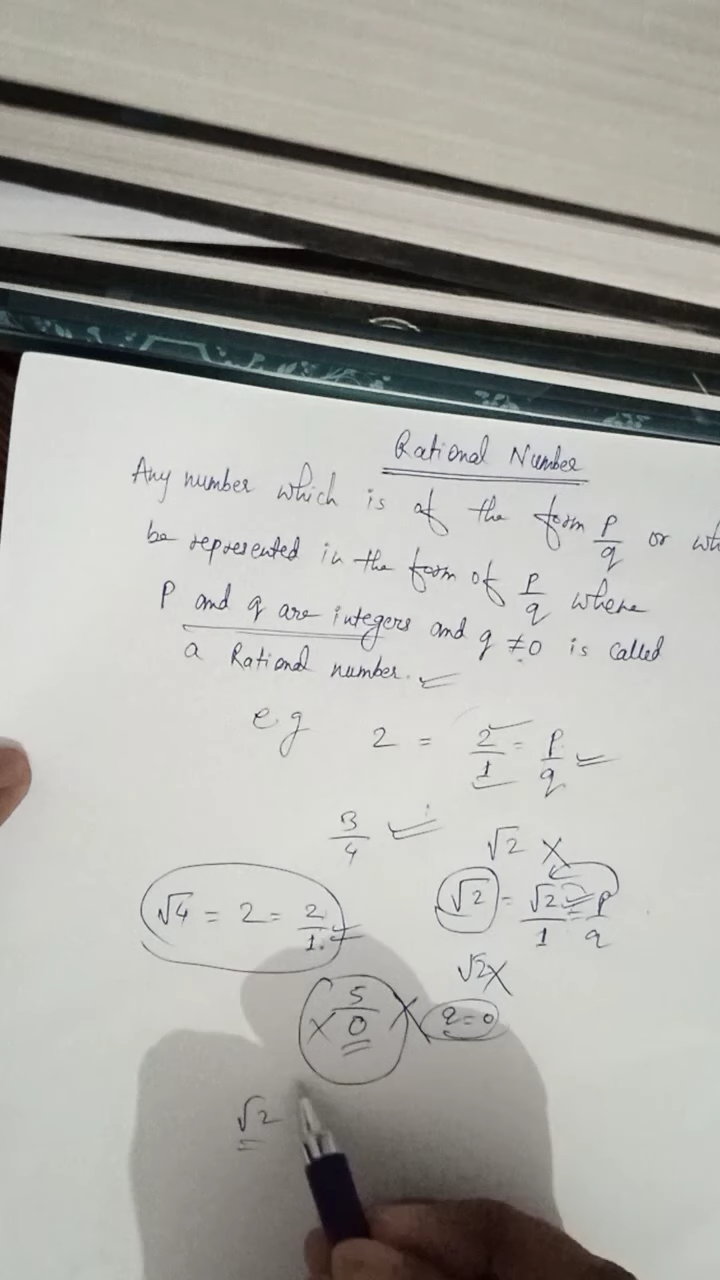 Rational Number
Any number which is of the form p/q or wh
be represented in the form of p/q where
P and q are integers and q ≠ 0 is called
a Rational number.
e.g 2 = 2/1 = p/q
3/4
√2 X
√4 = 2 = 2/1
√2 = √2/1 = p/q
√2 X
X 5/0 X q=0
√2